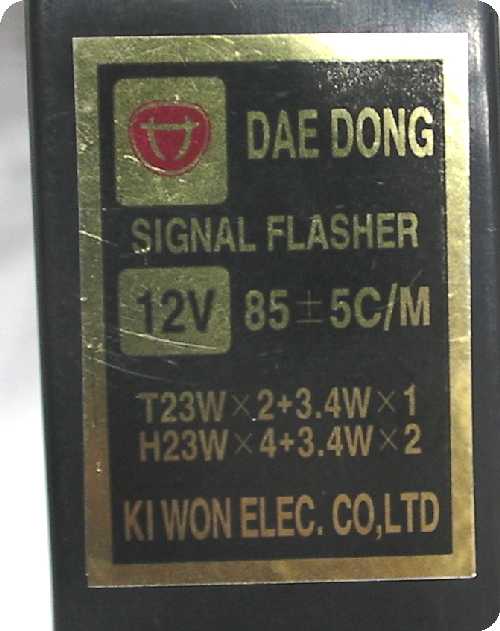 DAE DONG
SIGNAL FLASHER
12V 85±5C/M
T23W×2+3.4W×1
H23W×4+3.4W×2
KI WON ELEC. CO,LTD